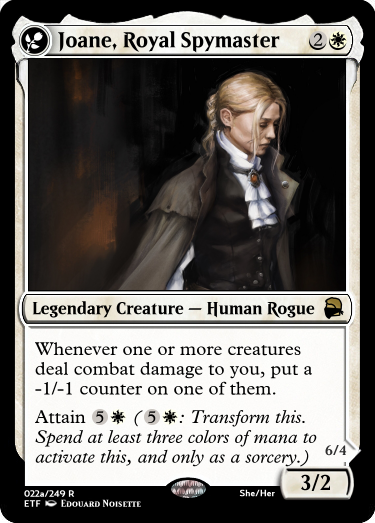 Joane, Royal Spymaster 2
Legendary Creature — Human Rogue
Whenever one or more creatures
deal combat damage to you, put a
-1/-1 counter on one of them.
Attain 5 ( 5 : Transform this.
Spend at least three colors of mana to
activate this, and only as a sorcery.)
6/4
3/2
022a/249 R
She/Her
ETF Edouard Noisette